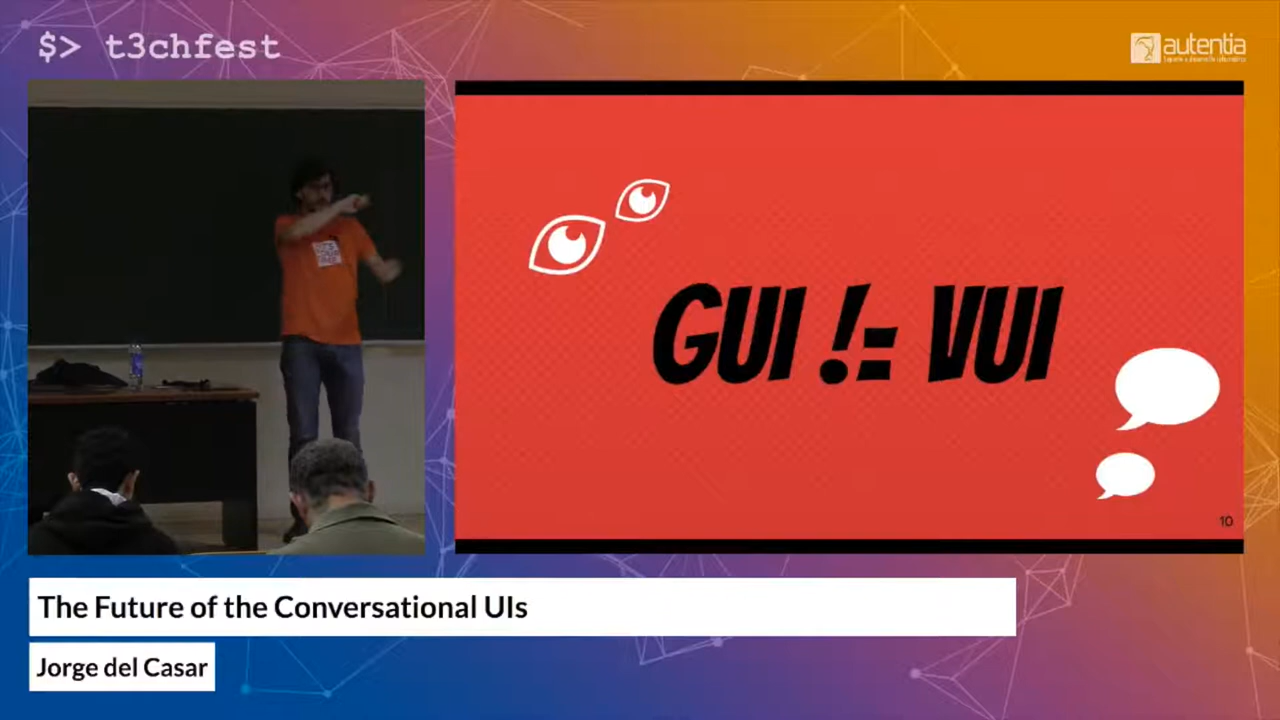 $> t3chfest
autentia
GUI != VUI
10
The Future of the Conversational UIs
Jorge del Casar